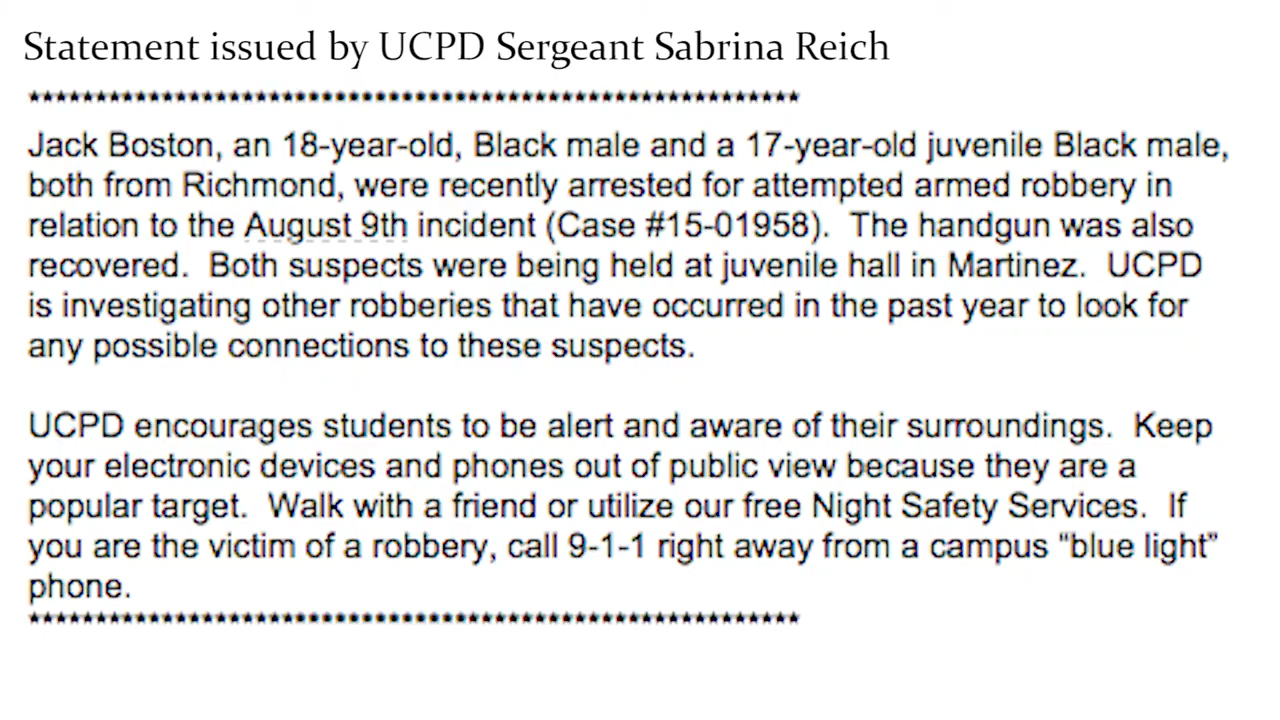 Statement issued by UCPD Sergeant Sabrina Reich
************************************************************
Jack Boston, an 18-year-old, Black male and a 17-year-old juvenile Black male,
both from Richmond, were recently arrested for attempted armed robbery in
relation to the August 9th incident (Case #15-01958).  The handgun was also
recovered.  Both suspects were being held at juvenile hall in Martinez.  UCPD
is investigating other robberies that have occurred in the past year to look for
any possible connections to these suspects.
UCPD encourages students to be alert and aware of their surroundings.  Keep
your electronic devices and phones out of public view because they are a
popular target.  Walk with a friend or utilize our free Night Safety Services.  If
you are the victim of a robbery, call 9-1-1 right away from a campus "blue light”
phone.
************************************************************